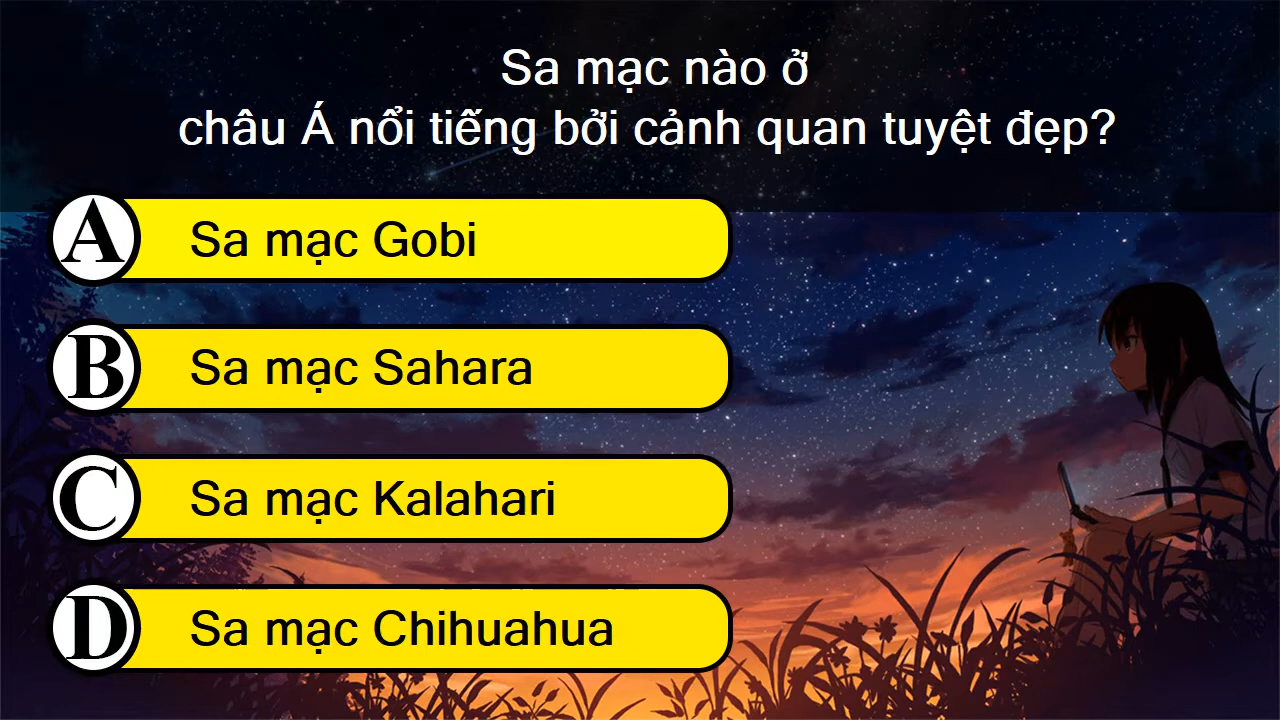 Sa mạc nào ở
châu Á nổi tiếng bởi cảnh quan tuyệt đẹp?
A Sa mạc Gobi
B Sa mạc Sahara
C Sa mạc Kalahari
D Sa mạc Chihuahua